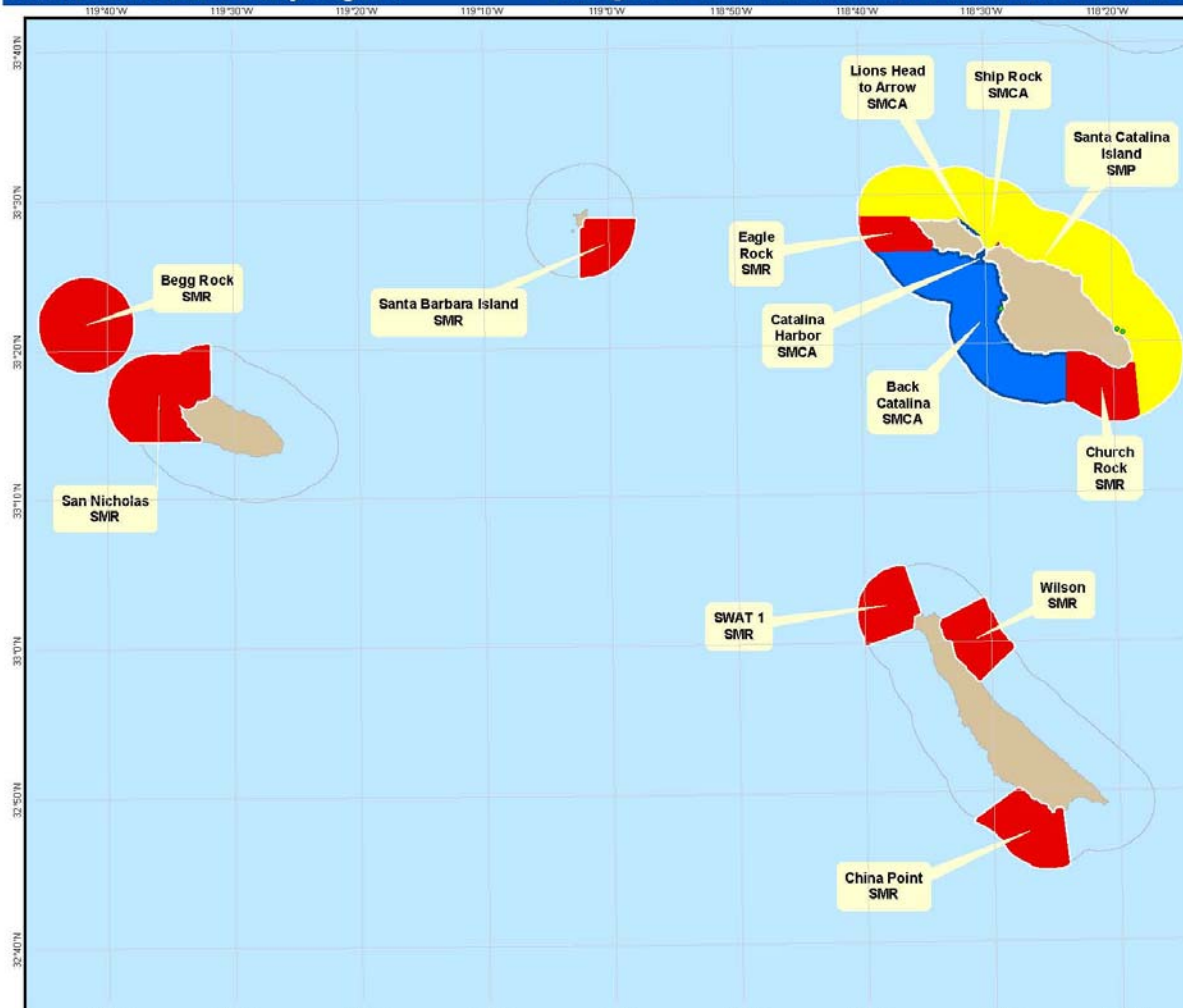 119°40'W
119°30'W
119°20'W
119°10'W
119°0'W
118°50'W
118°40'W
118°30'W
118°20'W
33°40'N
33°30'N
33°20'N
33°10'N
33°0'N
32°50'N
32°40'N
Lions Head
to Arrow
SMCA
Ship Rock
SMCA
Santa Catalina
Island
SMP
Eagle
Rock
SMR
Begg Rock
SMR
Santa Barbara Island
SMR
Catalina
Harbor
SMCA
Back
Catalina
SMCA
Church
Rock
SMR
San Nicholas
SMR
SWAT 1
SMR
Wilson
SMR
China Point
SMR